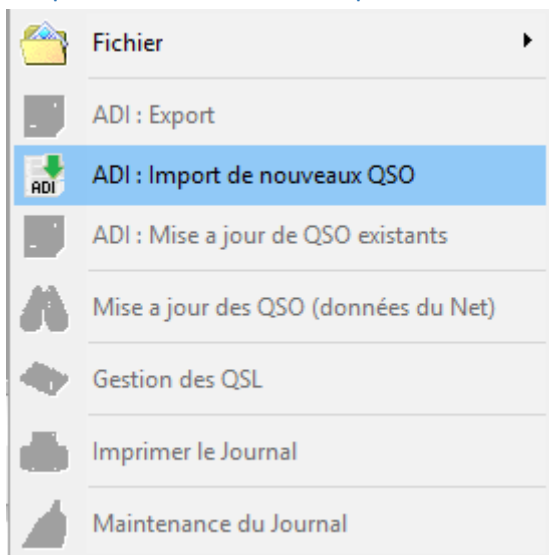 Fichier
ADI : Export
ADI
ADI : Import de nouveaux QSO
ADI : Mise a jour de QSO existants
Mise a jour des QSO (données du Net)
Gestion des QSL
Imprimer le Journal
Maintenance du Journal